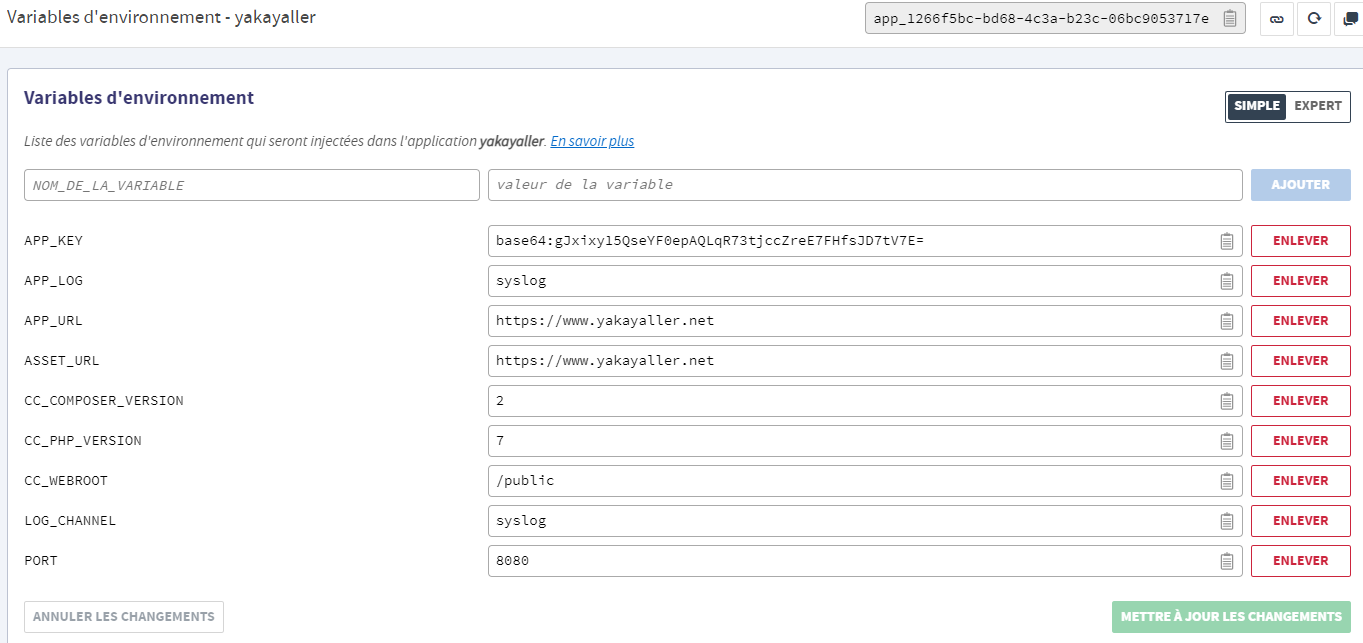 Variables d'environnement - yakayaller app_1266f5bc-bd68-4c3a-b23c-06bc9053717e
Variables d'environnement
SIMPLE EXPERT
Liste des variables d'environnement qui seront injectées dans l'application yakayaller. En savoir plus
NOM_DE_LA_VARIABLE valeur de la variable AJOUTER
APP_KEY base64:gJxixyl5QseYF0epAQLqR73tjccZreE7FHfsJD7tV7E= ENLEVER
APP_LOG syslog ENLEVER
APP_URL https://www.yakayaller.net ENLEVER
ASSET_URL https://www.yakayaller.net ENLEVER
CC_COMPOSER_VERSION 2 ENLEVER
CC_PHP_VERSION 7 ENLEVER
CC_WEBROOT /public ENLEVER
LOG_CHANNEL syslog ENLEVER
PORT 8080 ENLEVER
ANNULER LES CHANGEMENTS METTRE À JOUR LES CHANGEMENTS